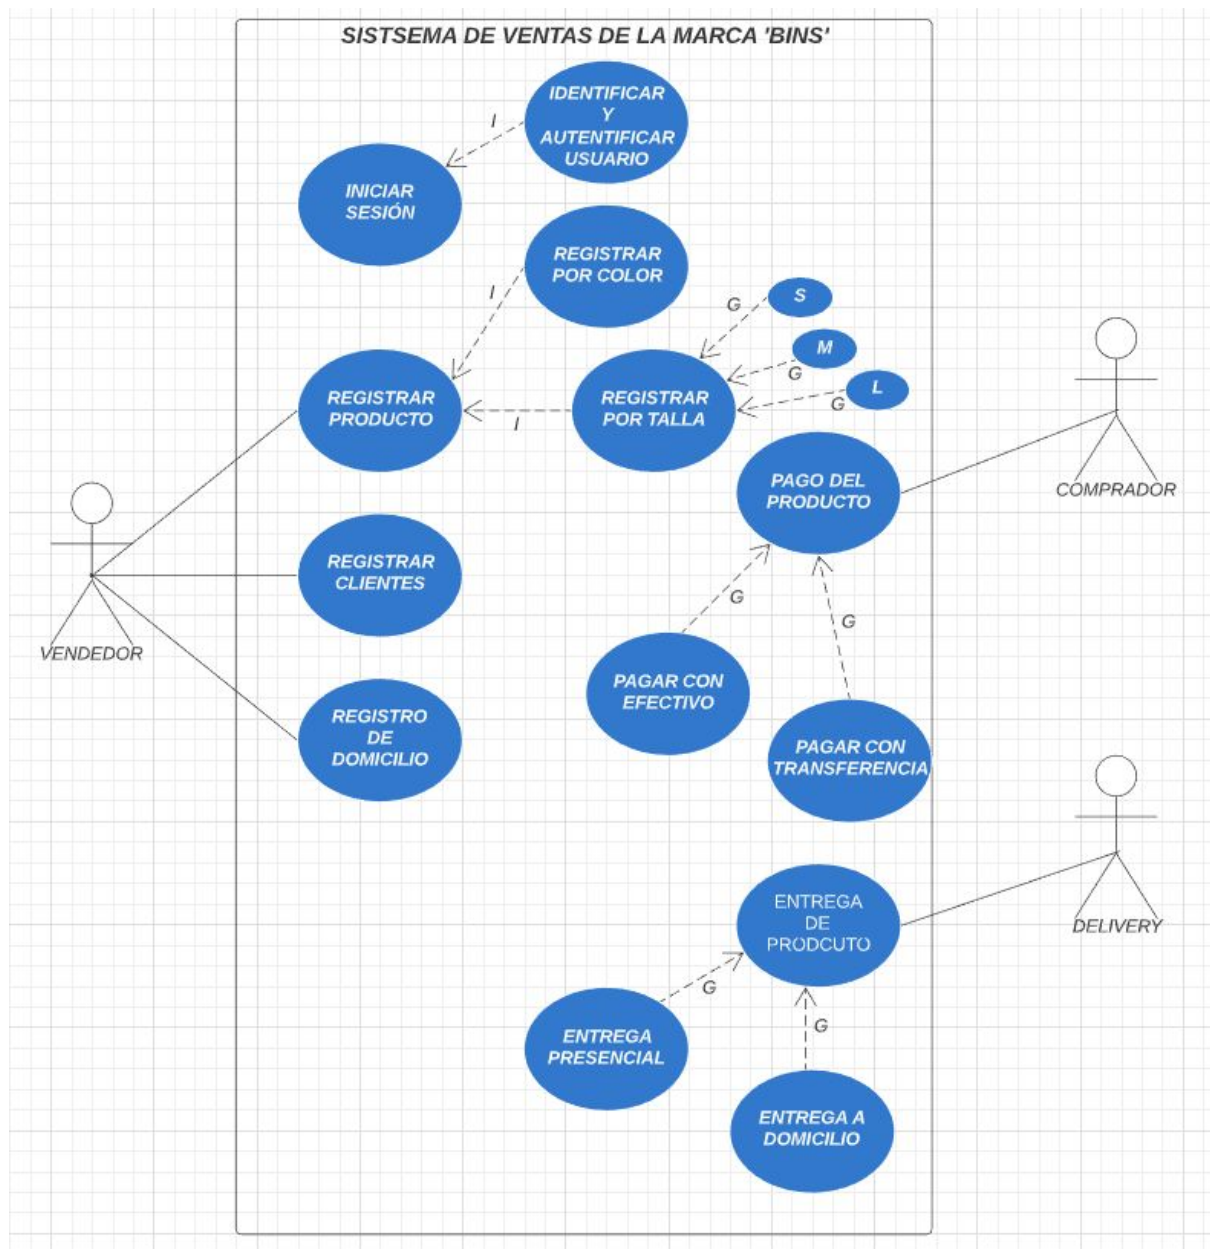 SISTSEMA DE VENTAS DE LA MARCA 'BINS'
IDENTIFICAR
Y
AUTENTIFICAR
USUARIO
I
INICIAR
SESIÓN
REGISTRAR
POR COLOR
I
S
G
M
G
L
G
REGISTRAR
PRODUCTO
I
REGISTRAR
POR TALLA
PAGO DEL
PRODUCTO
COMPRADOR
REGISTRAR
CLIENTES
G
G
VENDEDOR
PAGAR CON
EFECTIVO
REGISTRO
DE
DOMICILIO
PAGAR CON
TRANSFERENCIA
ENTREGA
DE
PRODCUTO
DELIVERY
G
G
ENTREGA
PRESENCIAL
ENTREGA A
DOMICILIO